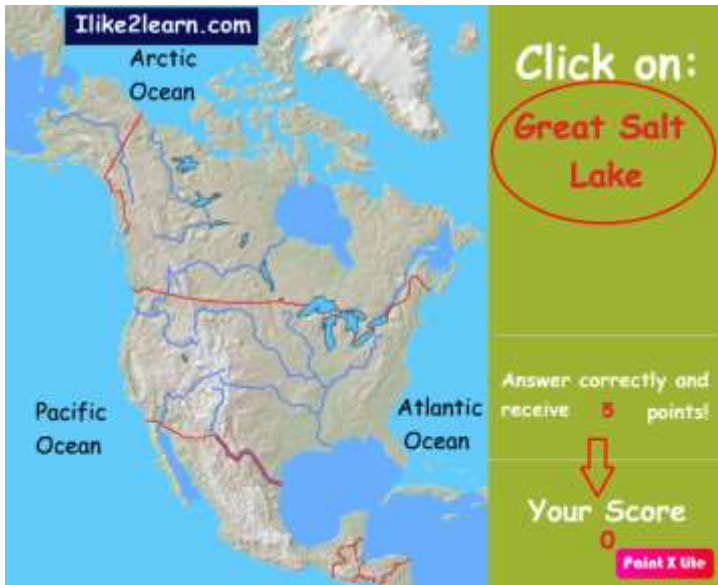 Ilike2learn.com
Arctic
Ocean
Click on:
Great Salt
Lake
Pacific
Ocean
Atlantic
Ocean
Answer correctly and
receive 5 points!
Your Score
0
Paint X Lite